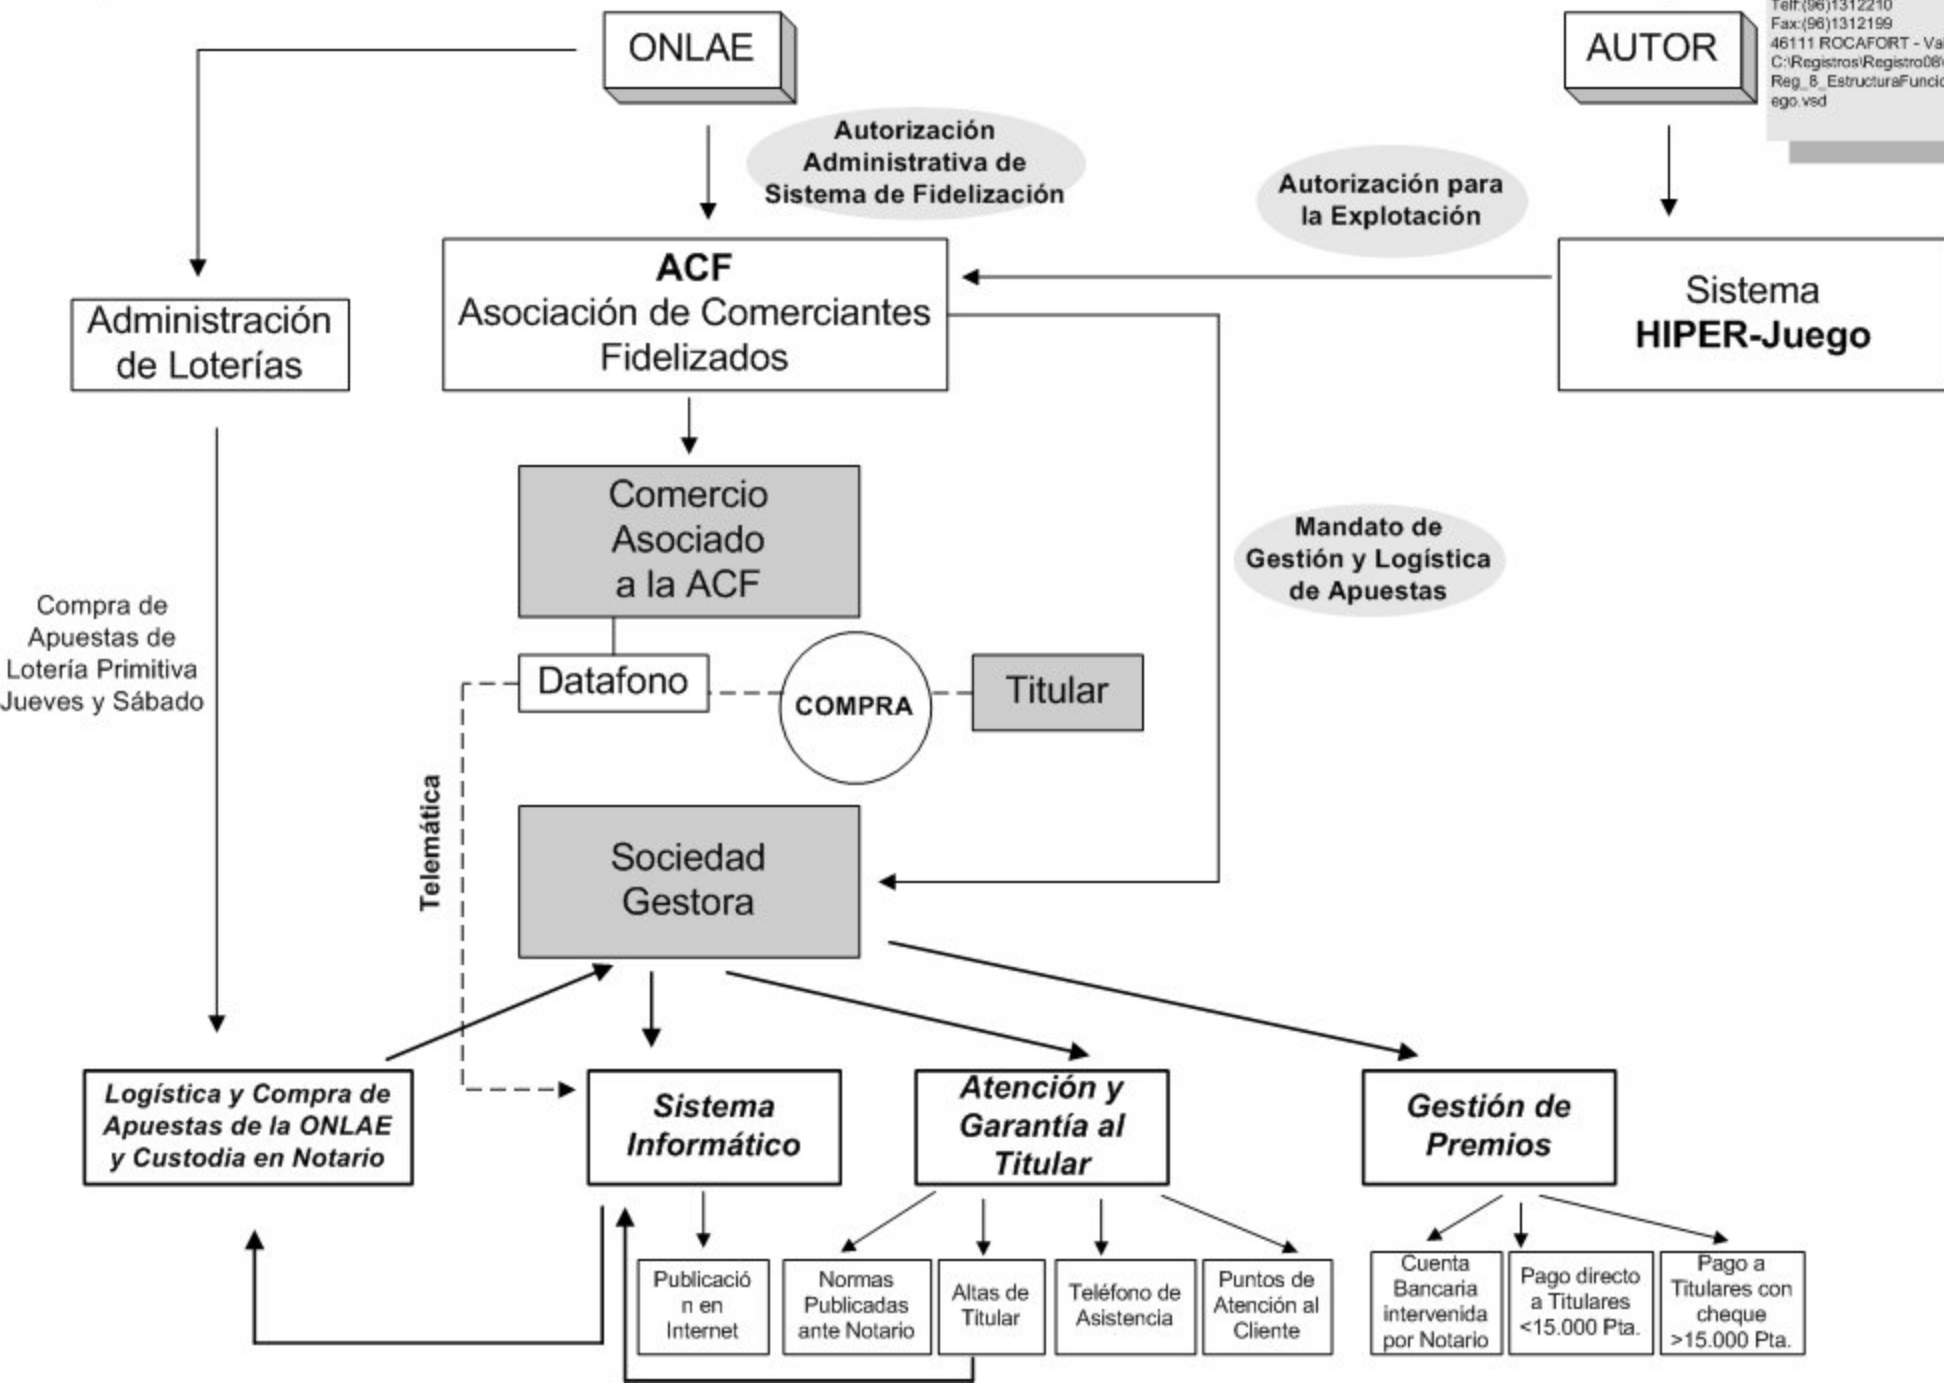 ONLAE
AUTOR
Telf:(96)1312210
Fax:(96)1312199
46111 ROCAFORT -
C:\Registros\Registro08\
ego.vsd
Autorización
Administrativa de
Sistema de Fidelización
Autorización para
la Explotación
ACF
Asociación de Comerciantes
Fidelizados
Sistema
HIPER-Juego
Administración
de Loterías
Comercio
Asociado
a la ACF
Mandato de
Gestión y Logística
de Apuestas
Compra de
Apuestas de
Lotería Primitiva
Jueves y Sábado
Datafono
COMPRA
Titular
Telemática
Sociedad
Gestora
Logística y Compra de
Apuestas de la ONLAE
y Custodia en Notario
Sistema
Informático
Atención y
Garantía al
Titular
Gestión de
Premios
Publicació
n en
Internet
Normas
Publicadas
ante Notario
Altas de
Titular
Teléfono de
Asistencia
Puntos de
Atención al
Cliente
Cuenta
Bancaria
intervenida
por Notario
Pago directo
a Titulares
<15.000 Pta.
Pago a
Titulares con
cheque
>15.000 Pta.